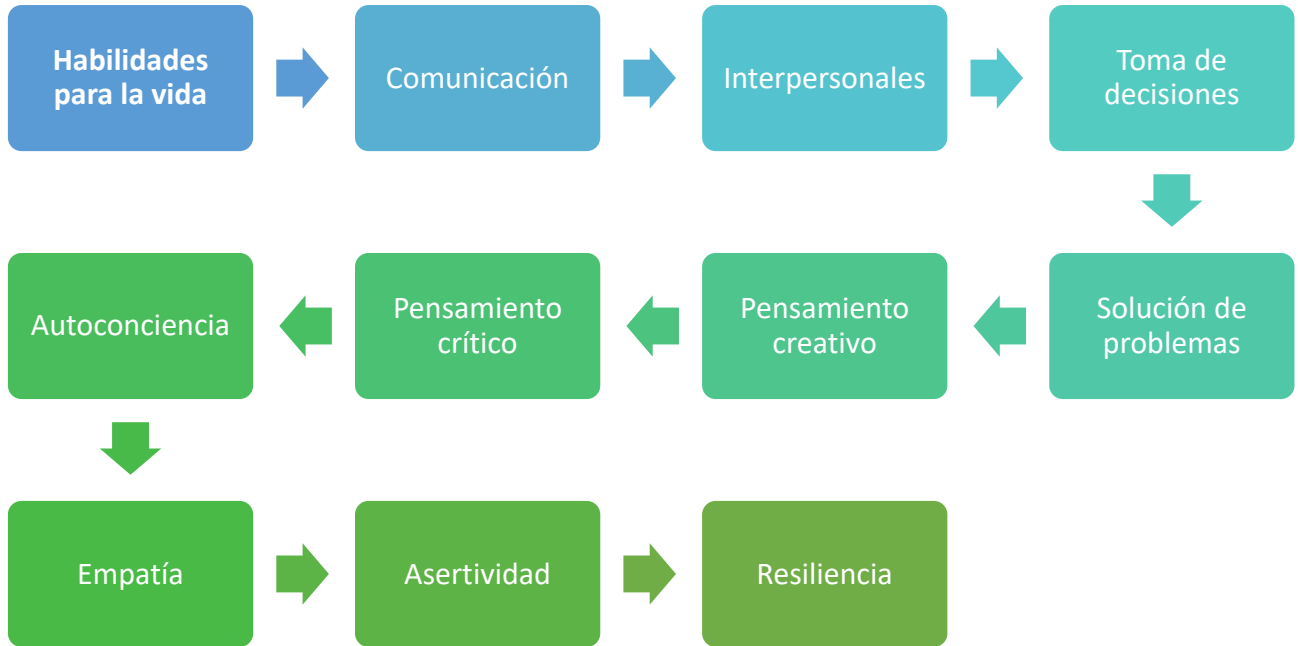 Habilidades
para la vida
Comunicación
Interpersonales
Toma de
decisiones
Solución de
problemas
Pensamiento
creativo
Pensamiento
crítico
Autoconciencia
Empatía
Asertividad
Resiliencia